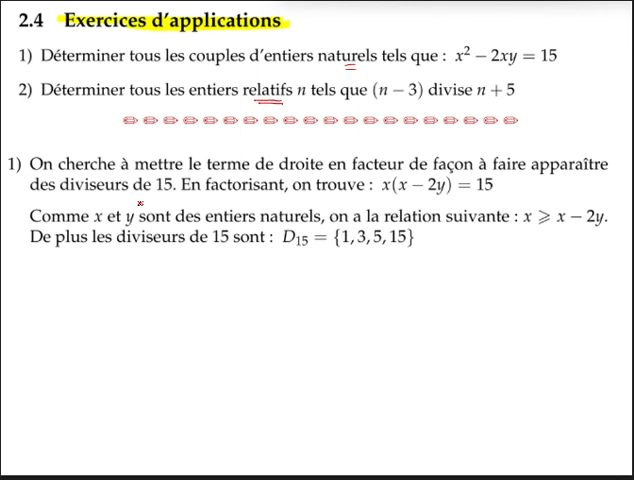 2.4 Exercices d'applications
1) Déterminer tous les couples d'entiers naturels tels que : x² − 2xy = 15
2) Déterminer tous les entiers relatifs n tels que (n − 3) divise n + 5
1) On cherche à mettre le terme de droite en facteur de façon à faire apparaître
des diviseurs de 15. En factorisant, on trouve : x(x − 2y) = 15
Comme x et y sont des entiers naturels, on a la relation suivante : x ⩾ x − 2y.
De plus les diviseurs de 15 sont : D₁₅ = {1, 3, 5, 15}